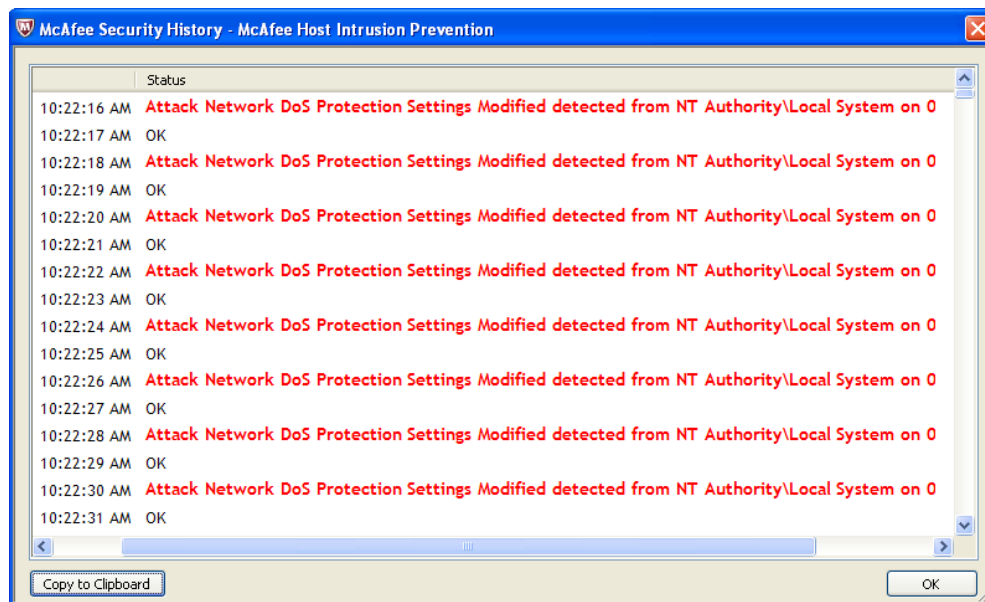 McAfee Security History - McAfee Host Intrusion Prevention
Status
10:22:16 AM Attack Network DoS Protection Settings Modified detected from NT Authority\Local System on 0
10:22:17 AM OK
10:22:18 AM Attack Network DoS Protection Settings Modified detected from NT Authority\Local System on 0
10:22:19 AM OK
10:22:20 AM Attack Network DoS Protection Settings Modified detected from NT Authority\Local System on 0
10:22:21 AM OK
10:22:22 AM Attack Network DoS Protection Settings Modified detected from NT Authority\Local System on 0
10:22:23 AM OK
10:22:24 AM Attack Network DoS Protection Settings Modified detected from NT Authority\Local System on 0
10:22:25 AM OK
10:22:26 AM Attack Network DoS Protection Settings Modified detected from NT Authority\Local System on 0
10:22:27 AM OK
10:22:28 AM Attack Network DoS Protection Settings Modified detected from NT Authority\Local System on 0
10:22:29 AM OK
10:22:30 AM Attack Network DoS Protection Settings Modified detected from NT Authority\Local System on 0
10:22:31 AM OK
Copy to Clipboard OK